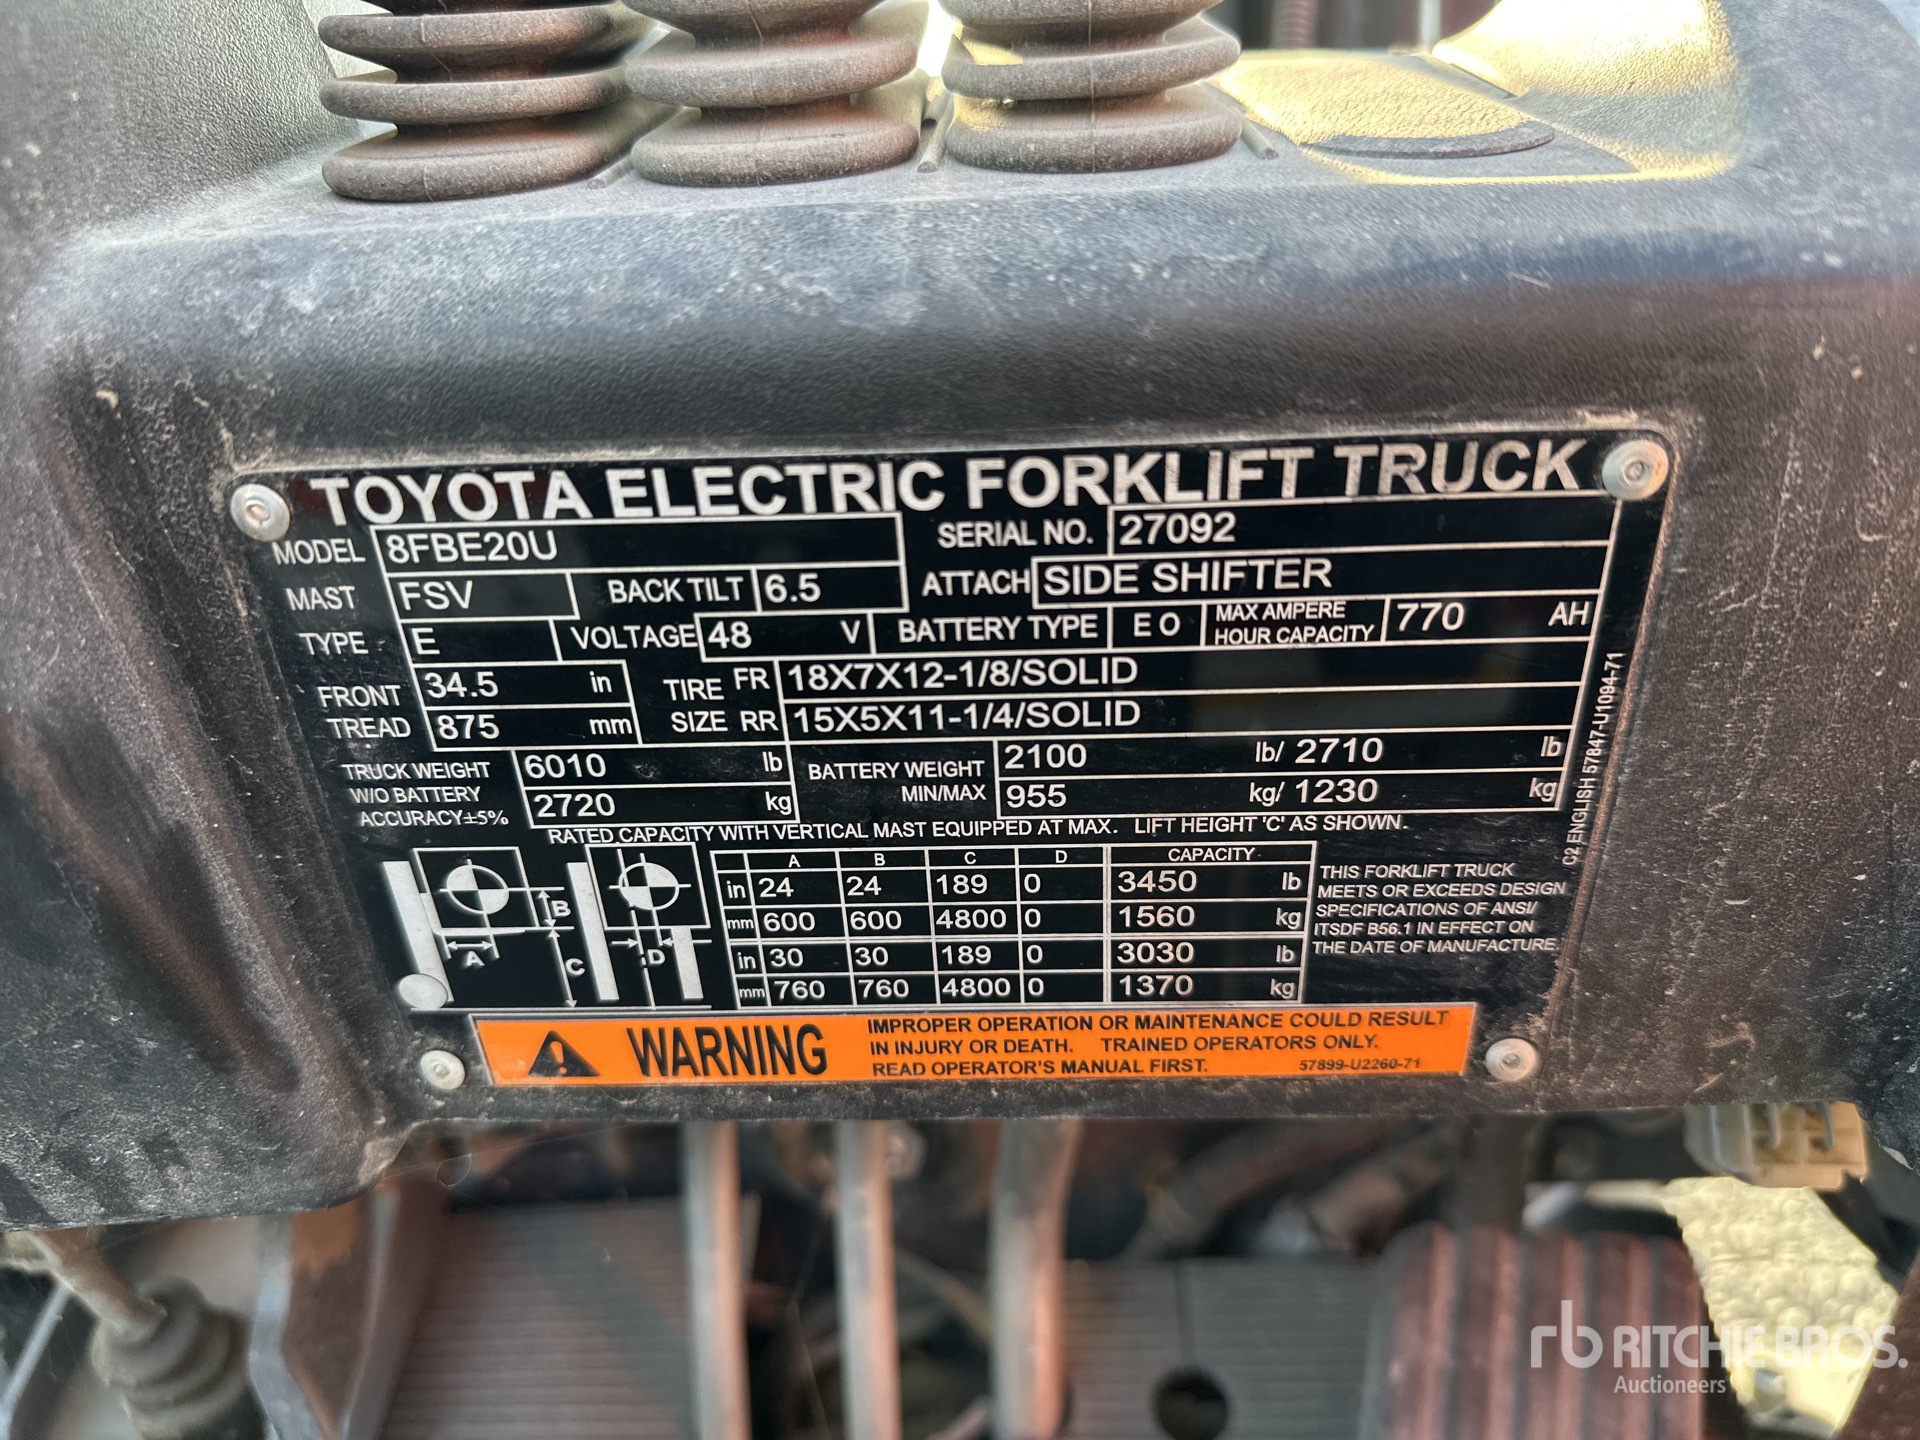 TOYOTA ELECTRIC FORKLIFT TRUCK
MODEL 8FBE20U SERIAL NO. 27092
MAST FSV BACK TILT 6.5 ATTACH SIDE SHIFTER
TYPE E VOLTAGE 48 V BATTERY TYPE E O MAX AMPERE HOUR CAPACITY 770 AH
FRONT TREAD 34.5 in TIRE SIZE FR 18X7X12-1/8/SOLID
875 mm RR 15X5X11-1/4/SOLID
TRUCK WEIGHT W/O BATTERY ACCURACY±5% 6010 lb BATTERY WEIGHT MIN/MAX 2100 lb/ 2710 lb
2720 kg 955 kg/ 1230 kg
RATED CAPACITY WITH VERTICAL MAST EQUIPPED AT MAX. LIFT HEIGHT 'C' AS SHOWN.
A B C D
A B C D CAPACITY
in 24 24 189 0 3450 lb
mm 600 600 4800 0 1560 kg
in 30 30 189 0 3030 lb
mm 760 760 4800 0 1370 kg
THIS FORKLIFT TRUCK
MEETS OR EXCEEDS DESIGN
SPECIFICATIONS OF ANSI/
ITSDF B56.1 IN EFFECT ON
THE DATE OF MANUFACTURE.
C2 ENGLISH 57847-U1094-71
WARNING
IMPROPER OPERATION OR MAINTENANCE COULD RESULT
IN INJURY OR DEATH. TRAINED OPERATORS ONLY.
READ OPERATOR'S MANUAL FIRST. 57899-U2260-71
rb RITCHIE BROS.
Auctioneers